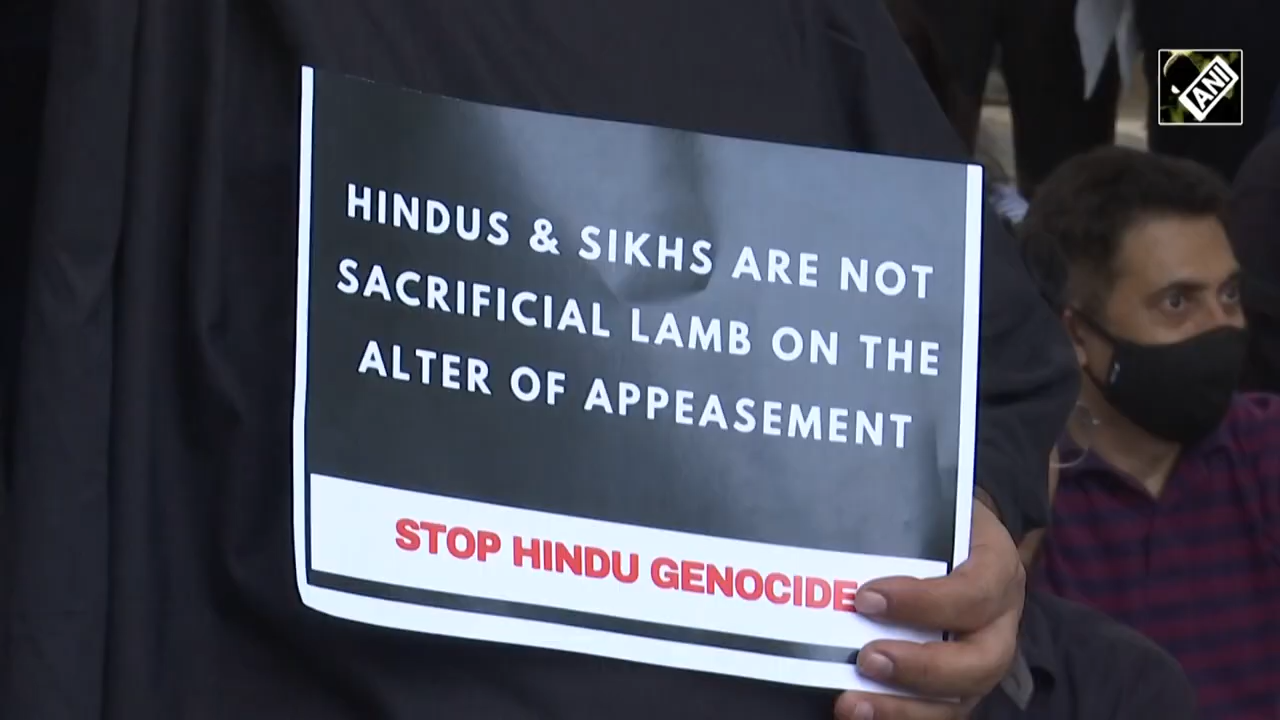 ANI
HINDUS & SIKHS ARE NOT
SACRIFICIAL LAMB ON THE
ALTER OF APPEASEMENT
STOP HINDU GENOCIDE